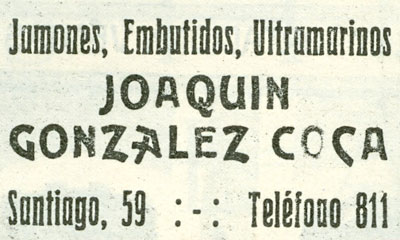 Jamones, Embutidos, Ultramarinos
JOAQUIN
GONZALEZ COCA
Santiago, 59 :-: Teléfono 811